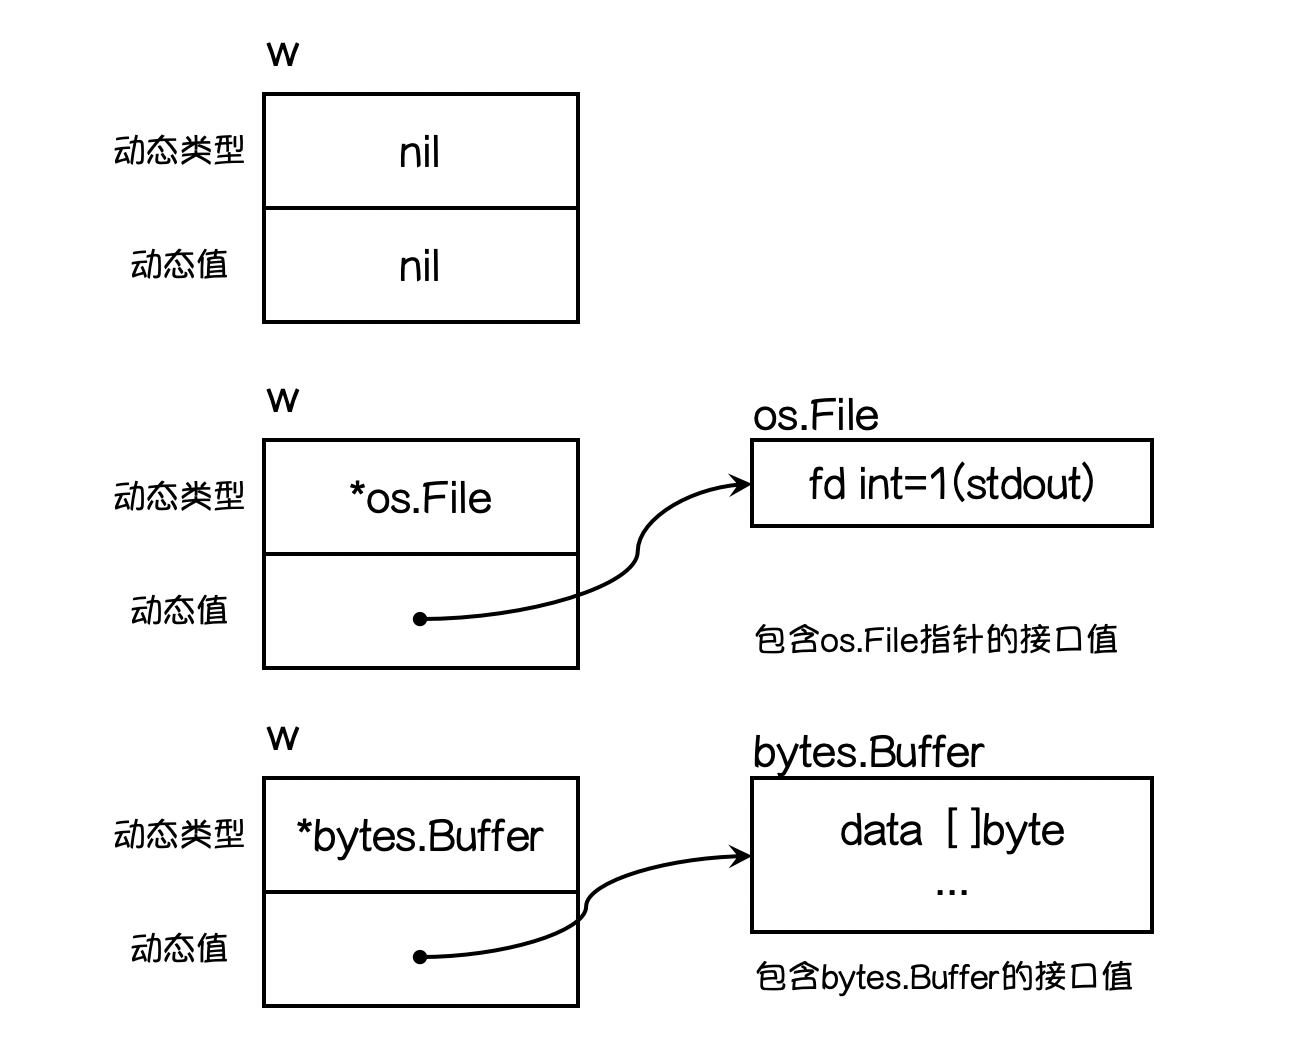 w
动态类型
nil
动态值
nil
w
动态类型
*os.File
动态值
os.File
fd int=1(stdout)
包含os.File指针的接口值
w
动态类型
*bytes.Buffer
动态值
bytes.Buffer
data [ ]byte
...
包含bytes.Buffer的接口值